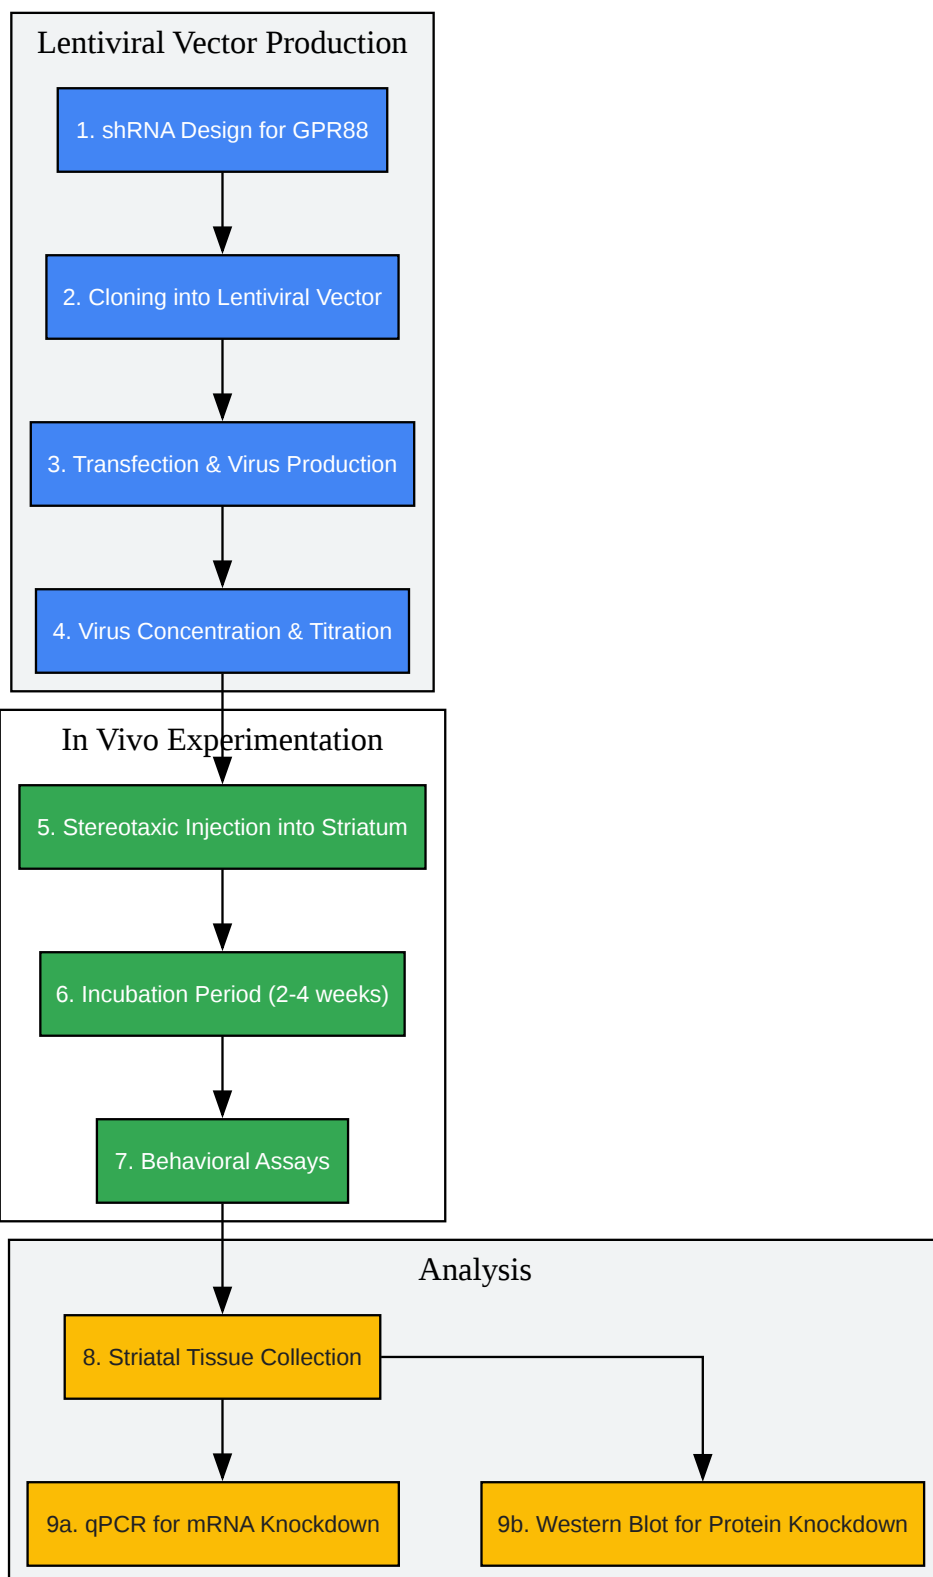 Lentiviral Vector Production
1. shRNA Design for GPR88
2. Cloning into Lentiviral Vector
3. Transfection & Virus Production
4. Virus Concentration & Titration
In Vivo Experimentation
5. Stereotaxic Injection into Striatum
6. Incubation Period (2-4 weeks)
7. Behavioral Assays
Analysis
8. Striatal Tissue Collection
9a. qPCR for mRNA Knockdown
9b. Western Blot for Protein Knockdown